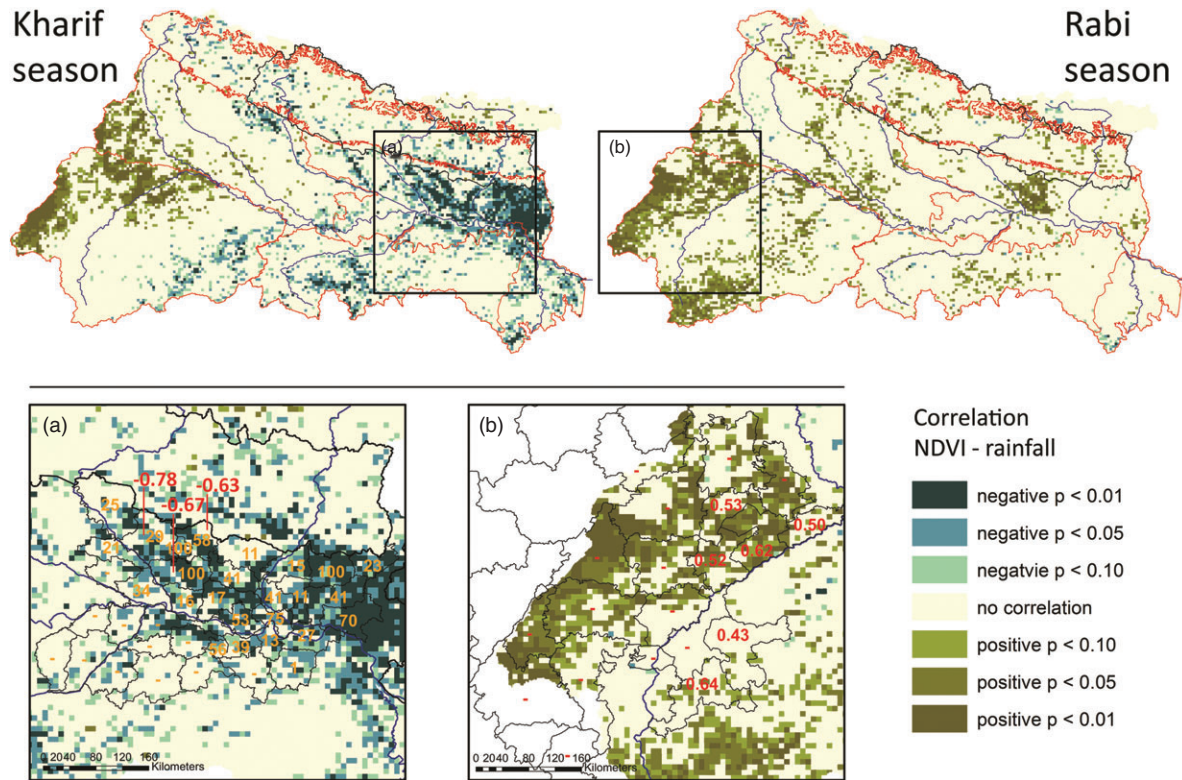 Kharif
season
Rabi
season
(a)
(b)
(a)
-0.78
-0.63
-0.67
25
29
58
21
108
11
100
41
15
100
23
34
16
17
41
11
41
53
75
70
27
56
39
3
1
0 20 40 80 120 160
Kilometers
(b)
0.53
0.50
0.52
0.62
0.43
0.64
0 20 40 80 120 160
Kilometers
Correlation
NDVI - rainfall
negative p < 0.01
negative p < 0.05
negatvie p < 0.10
no correlation
positive p < 0.10
positive p < 0.05
positive p < 0.01